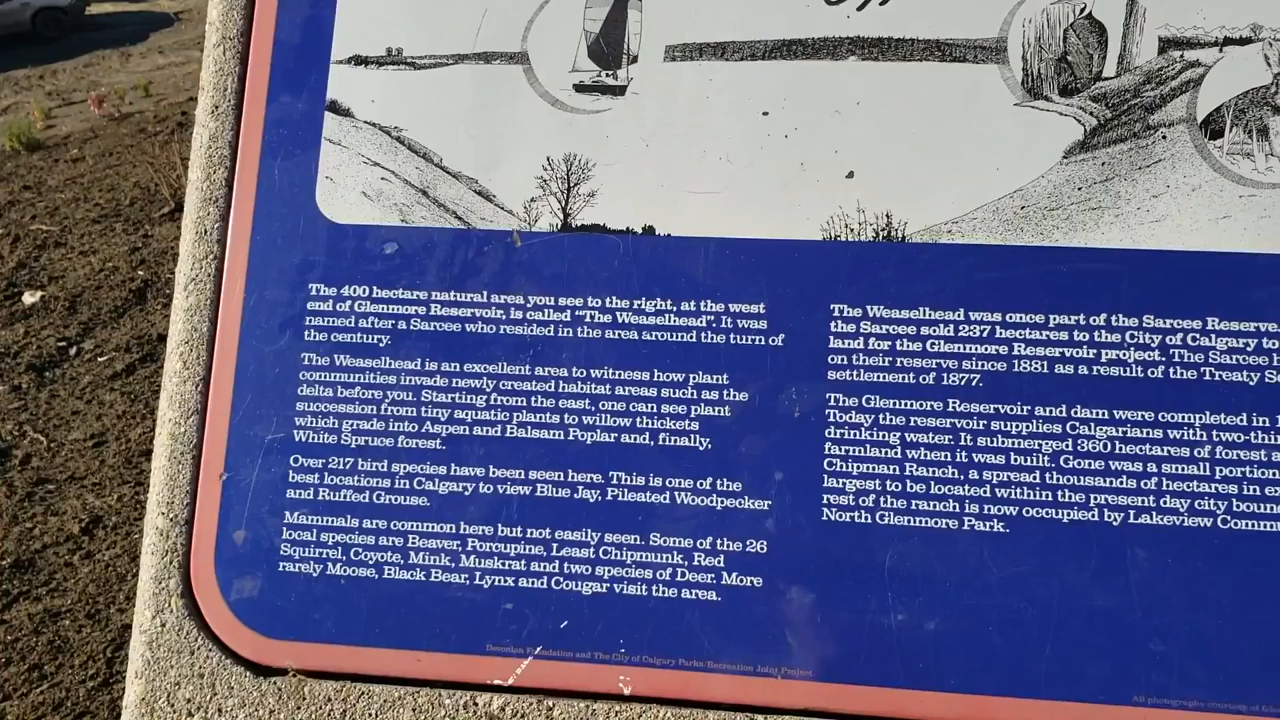 The 400 hectare natural area you see to the right, at the west
end of Glenmore Reservoir, is called "The Weaselhead". It was
named after a Sarcee who resided in the area around the turn of
the century.
The Weaselhead is an excellent area to witness how plant
communities invade newly created habitat areas such as the
delta before you. Starting from the east, one can see plant
succession from tiny aquatic plants to willow thickets
which grade into Aspen and Balsam Poplar and, finally,
White Spruce forest.
Over 217 bird species have been seen here. This is one of the
best locations in Calgary to view Blue Jay, Pileated Woodpecker
and Ruffed Grouse.
Mammals are common here but not easily seen. Some of the 26
local species are Beaver, Porcupine, Least Chipmunk, Red
Squirrel, Coyote, Mink, Muskrat and two species of Deer. More
rarely Moose, Black Bear, Lynx and Cougar visit the area.
The Weaselhead was once part of the Sarcee Reserve
the Sarcee sold 237 hectares to the City of Calgary to
land for the Glenmore Reservoir project. The Sarcee
on their reserve since 1881 as a result of the Treaty
settlement of 1877.
The Glenmore Reservoir and dam were completed in
Today the reservoir supplies Calgarians with two-thi
drinking water. It submerged 360 hectares of forest
farmland when it was built. Gone was a small portion
Chipman Ranch, a spread thousands of hectares in
largest to be located within the present day city
rest of the ranch is now occupied by Lakeview
North Glenmore Park.
Devonian Foundation and The City of Calgary Parks/Recreation Joint Project
All photographs courtesy of